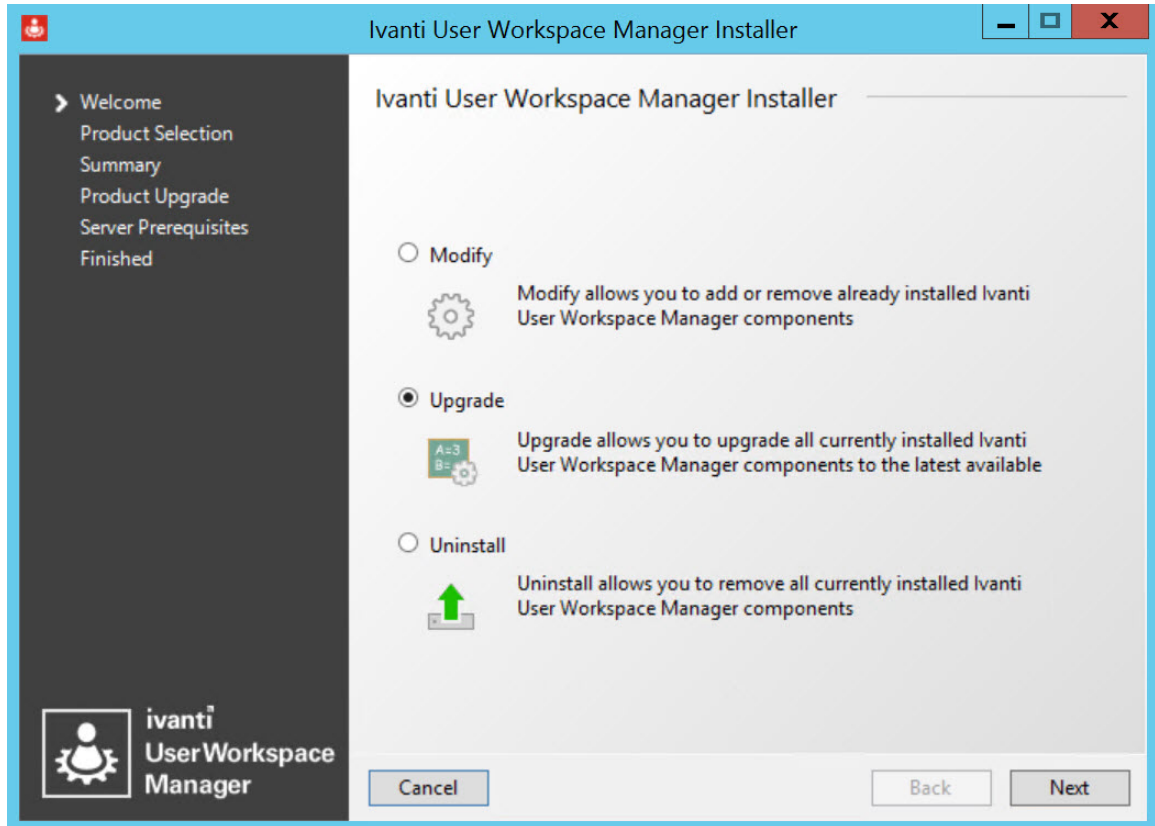 Ivanti User Workspace Manager Installer
Welcome
Product Selection
Summary
Product Upgrade
Server Prerequisites
Finished
Ivanti User Workspace Manager Installer
Modify
Modify allows you to add or remove already installed Ivanti
User Workspace Manager components
Upgrade
A=3
B=
Upgrade allows you to upgrade all currently installed Ivanti
User Workspace Manager components to the latest available
Uninstall
Uninstall allows you to remove all currently installed Ivanti
User Workspace Manager components
ivanti
User Workspace
Manager
Cancel
Back
Next